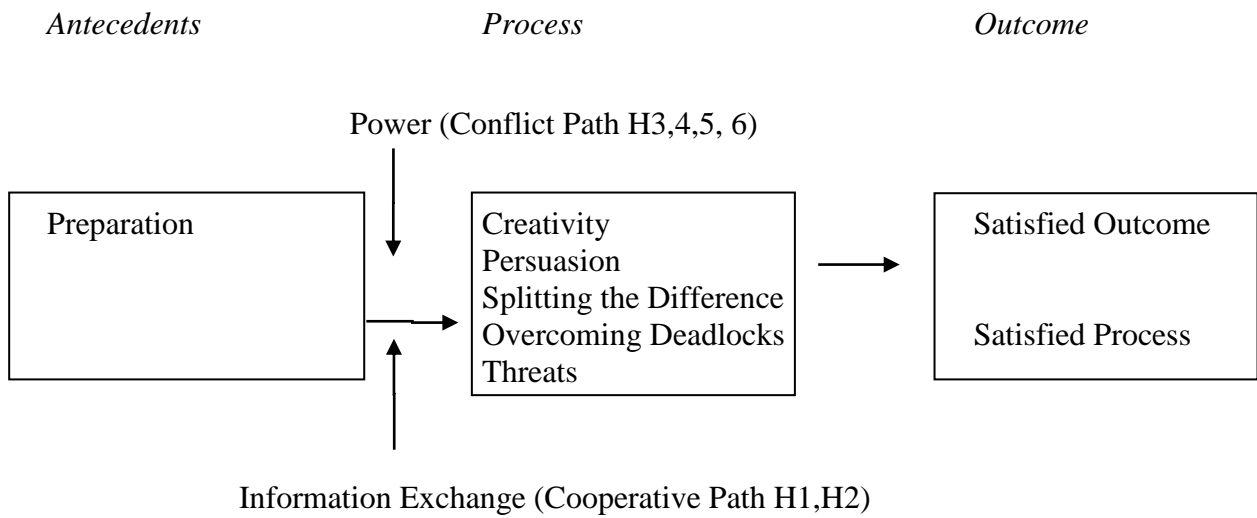 Antecedents Process Outcome
Power (Conflict Path H3,4,5, 6)
Preparation
Creativity
Persuasion
Splitting the Difference
Overcoming Deadlocks
Threats
Satisfied Outcome
Satisfied Process
Information Exchange (Cooperative Path H1,H2)